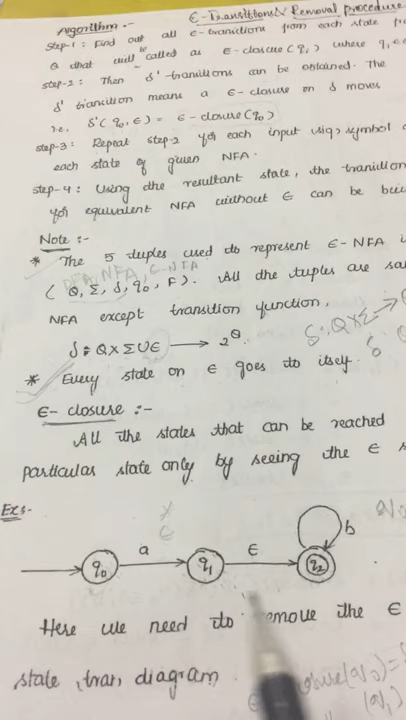 ε-Transitions Removal procedure
Algorithm :-
Step-1 : Find out all ε-transitions from each state
Q that will be called as ε-closure (q₁) where q₁
step-2 : Then δ'-transitions can be obtained. The
δ' transition means a ε-closure on δ moves
i.e. δ'(q₀, ε) = ε-closure(q₀)
step-3 : Repeat step-2 for each input symbol
each state of given NFA.
step-4 : Using the resultant state, the transition
for equivalent NFA without ε can be
Note :-
* The 5 tuples used to represent ε-NFA
DFA, NFA, ε-NFA
(Q, Σ, δ, q₀, F). All the tuples are
NFA except transition function.
δ : Q×Σ
δ : Q×Σ∪ε → 2^Q
* Every state on ε goes to itself.
ε-closure :-
All the states that can be reached
particular state only by seeing the ε
Ex:-
a ε b
q₀ q₁ q₂
Here we need to remove the ε
state, tran, diagram